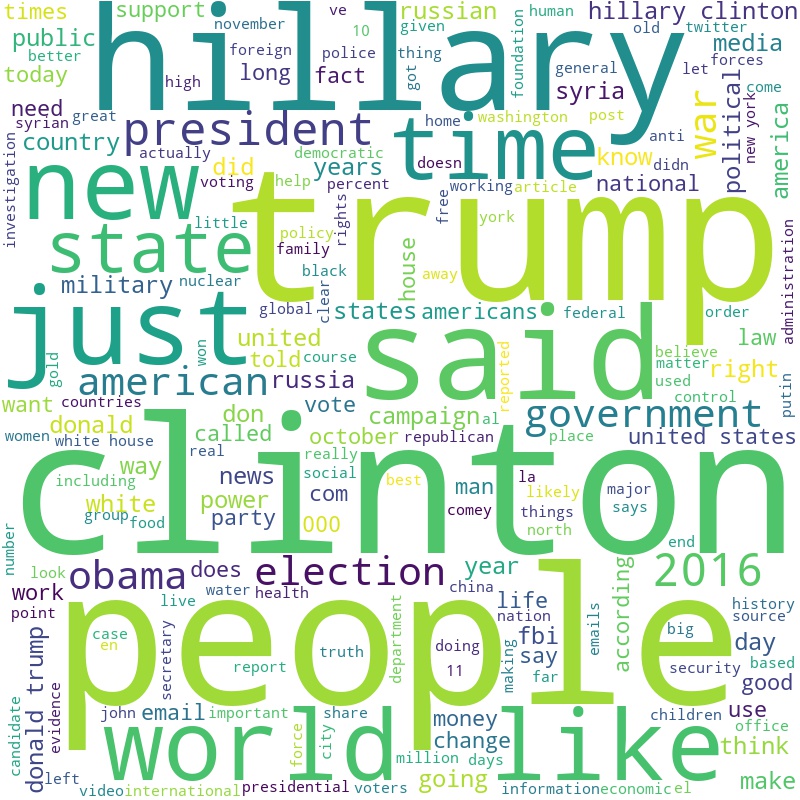 times
support
november
ve
10
police
russian
given
thing
foundation
human
old
twitter
hillary clinton
public
better
today
foreign
high
long
fact
got
hillary
general
let
media
forces
come
need
syrian
great
president
syria
time
washington
post
home
anti
war
political
new york
america
country
actually
investigation
did
voting
democratic
years
doesn
know
didn
new
help
percent
working
article
national
trump
little
policy
family
rights
free
york
state
black
away
house
administration
military
nuclear
global
clear
states
americans
federal
order
just
united
said
law
won
told
course
believe
matter
right
gold
american
russia
reported
used
control
putin
want
countries
donald
don
vote
campaign
al
government
women
white house
called
october
republican
place
united states
real
way
really
social
news
including
com
best
man
la
likely
major
says
clinton
white
power
000
group
food
party
comey
things
north
number
end
look
obama
does
election
year
2016
according
work
point
live
water
health
china
life
nation
history
source
people
case
en
secretary
report
truth
department
doing
11
making
fbi
say
far
emails
big
day
security
based
good
donald trump
evidence
candidate
john
email
important
share
city
force
money
change
children
use
office
world
like
think
left
video
international
presidential
voters
million
days
going
information
economic
el
make